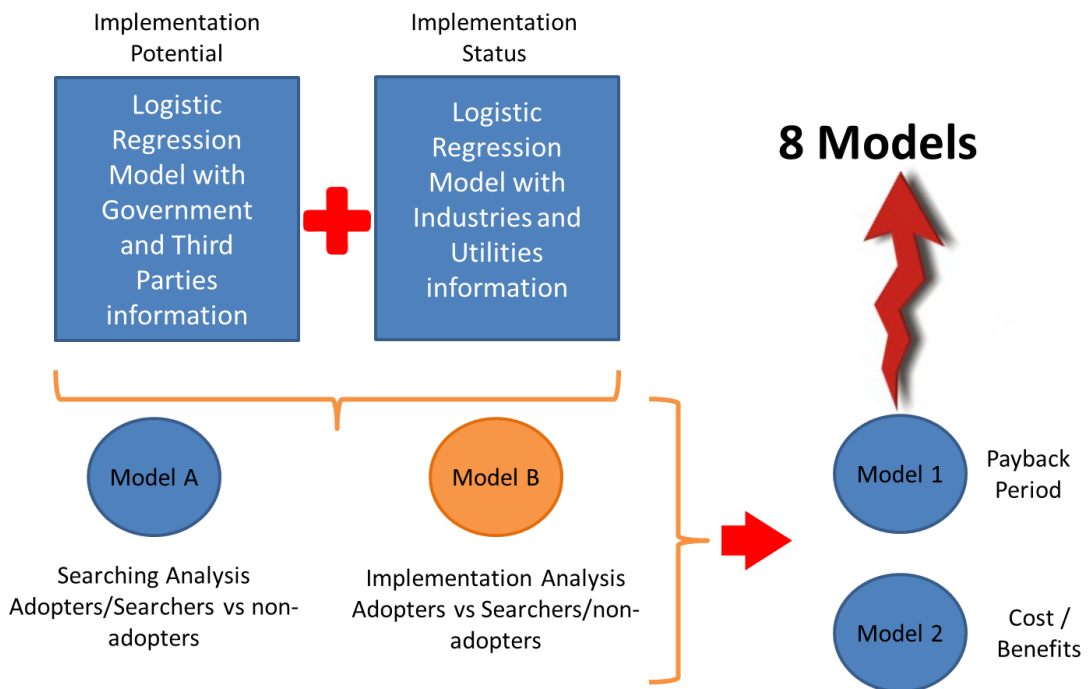 Implementation
Potential
Implementation
Status
Logistic
Regression
Model with
Government
and Third
Parties
information
Logistic
Regression
Model with
Industries and
Utilities
information
8 Models
Model A
Model B
Searching Analysis
Adopters/Searchers vs non-
adopters
Implementation Analysis
Adopters vs Searchers/non-
adopters
Model 1
Payback
Period
Model 2
Cost /
Benefits